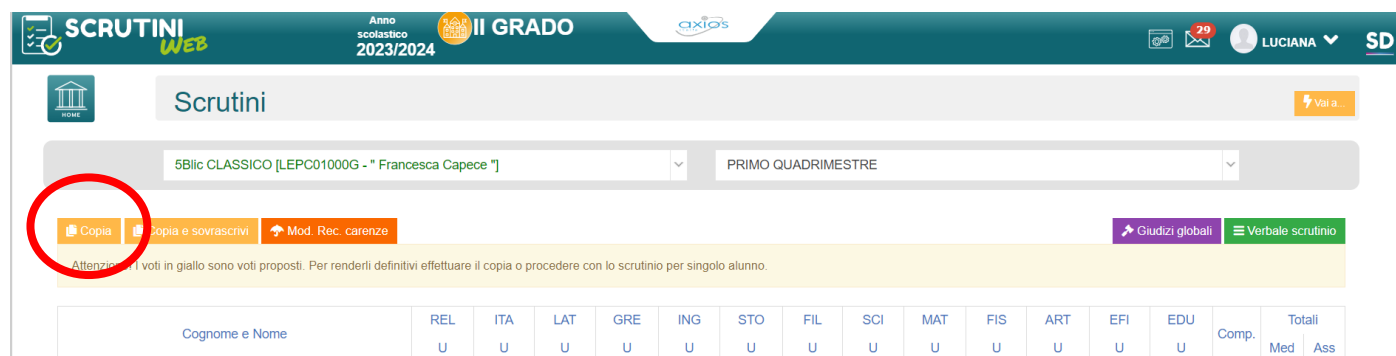 SCRUTINI WEB
Anno scolastico 2023/2024
II GRADO
axios
29
LUCIANA
SD
HOME
Scrutini
Vai a...
5Blic CLASSICO [LEPC01000G - " Francesca Capece "]
PRIMO QUADRIMESTRE
Copia
Copia e sovrascrivi
Mod. Rec. carenze
Giudizi globali
Verbale scrutinio
Attenzione! I voti in giallo sono voti proposti. Per renderli definitivi effettuare il copia o procedere con lo scrutinio per singolo alunno.
Cognome e Nome REL ITA LAT GRE ING STO FIL SCI MAT FIS ART EFI EDU Comp. Totali
U U U U U U U U U U U U U Med Ass